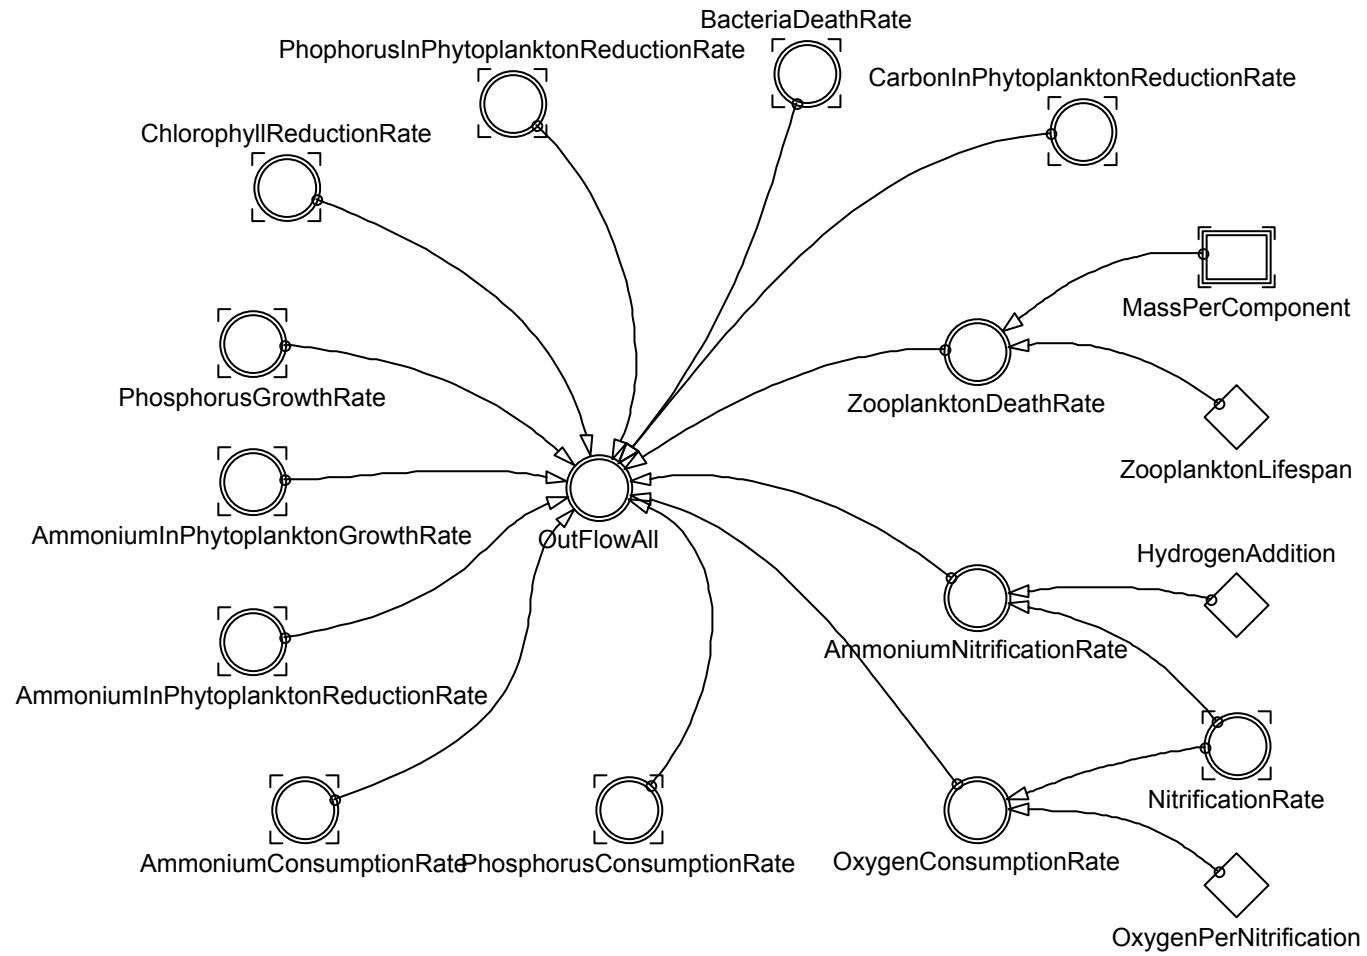 BacteriaDeathRate
PhophorusInPhytoplanktonReductionRate
CarbonInPhytoplanktonReductionRate
ChlorophyllReductionRate
MassPerComponent
PhosphorusGrowthRate
ZooplanktonDeathRate
ZooplanktonLifespan
AmmoniumInPhytoplanktonGrowthRate
OutFlowAll
HydrogenAddition
AmmoniumNitrificationRate
AmmoniumInPhytoplanktonReductionRate
NitrificationRate
AmmoniumConsumptionRate
PhosphorusConsumptionRate
OxygenConsumptionRate
OxygenPerNitrification